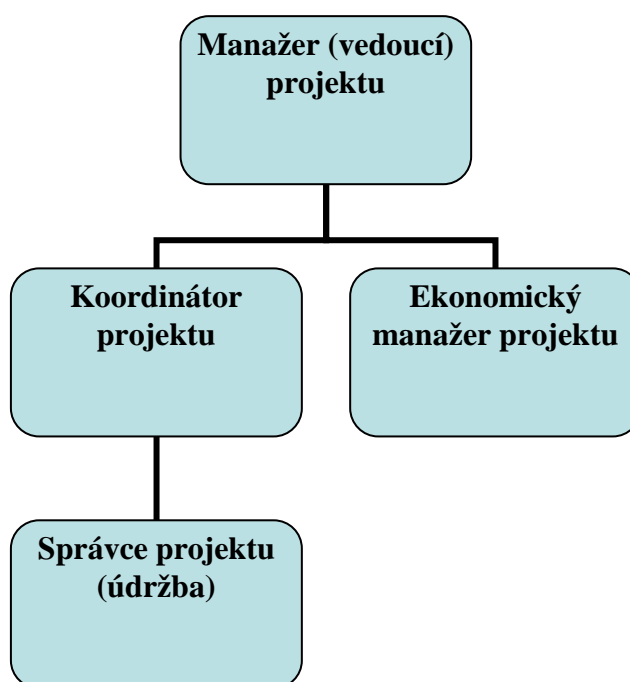 Manažer (vedoucí)
projektu
Koordinátor
projektu
Ekonomický
manažer projektu
Správce projektu
(údržba)